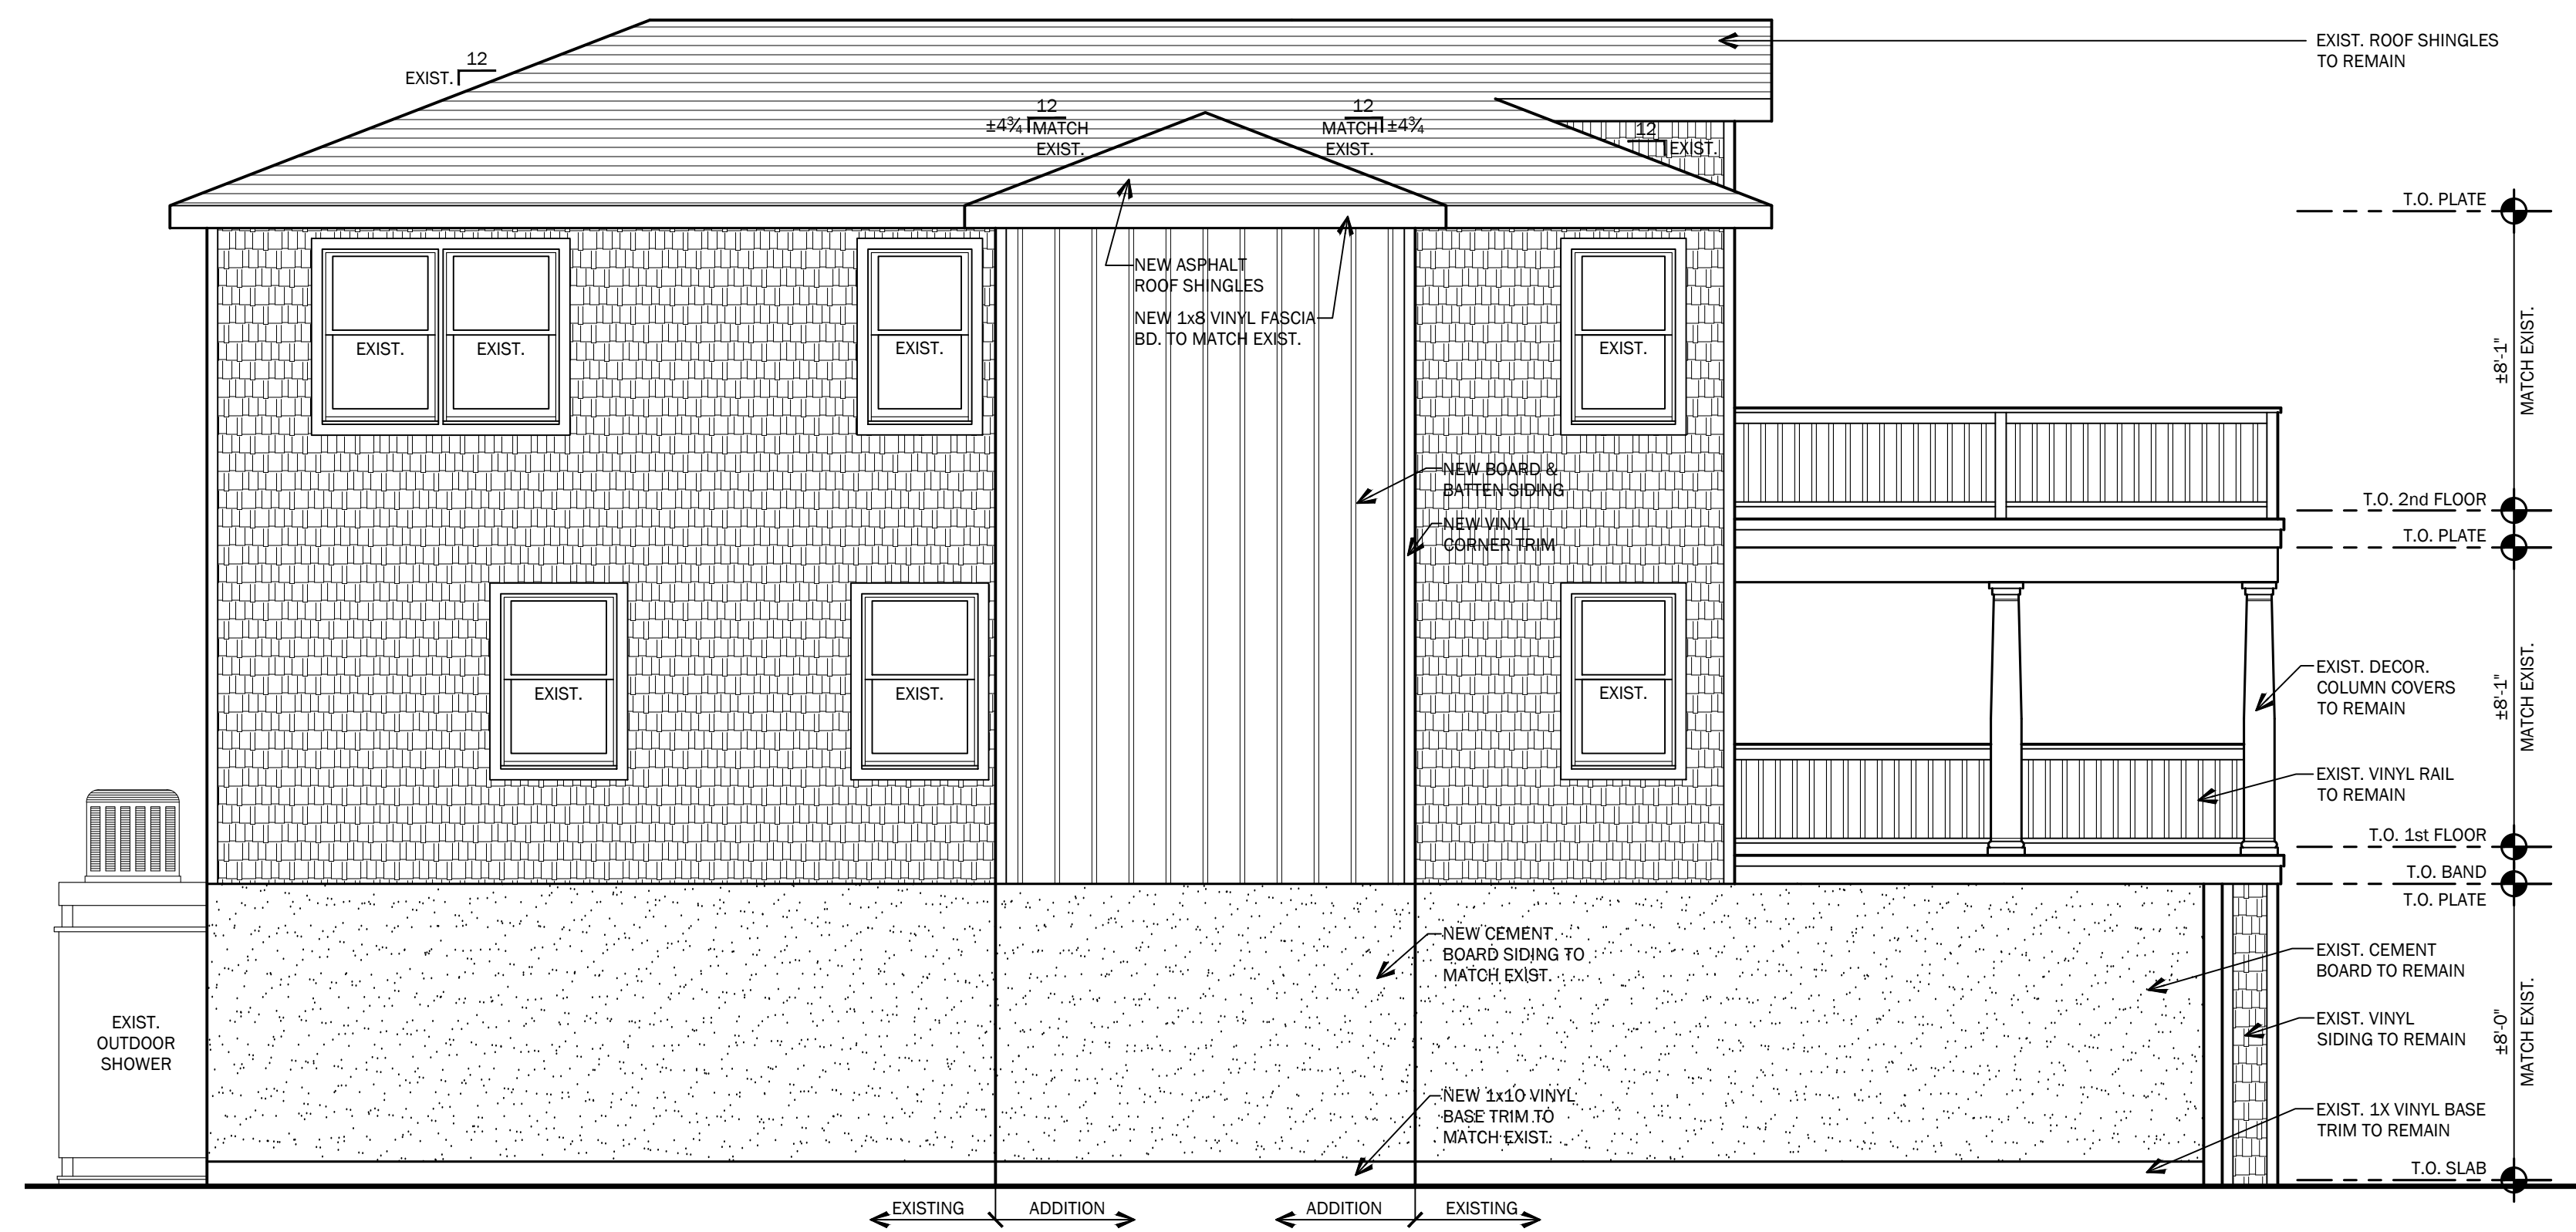 EXIST. ROOF SHINGLES
TO REMAIN
12
EXIST.
12
±4¾
MATCH
EXIST.
12
MATCH
EXIST.
±4¾
12
EXIST.
T.O. PLATE
NEW ASPHALT
ROOF SHINGLES
NEW 1x8 VINYL FASCIA
BD. TO MATCH EXIST.
EXIST.
EXIST.
EXIST.
EXIST.
±8'-1"
MATCH EXIST.
NEW BOARD &
BATTEN SIDING
NEW VINYL
CORNER TRIM
T.O. 2nd FLOOR
T.O. PLATE
EXIST.
EXIST.
EXIST.
EXIST. DECOR.
COLUMN COVERS
TO REMAIN
±8'-1"
MATCH EXIST.
EXIST. VINYL RAIL
TO REMAIN
T.O. 1st FLOOR
T.O. BAND
T.O. PLATE
NEW CEMENT
BOARD SIDING TO
MATCH EXIST.
EXIST. CEMENT
BOARD TO REMAIN
EXIST.
OUTDOOR
SHOWER
EXIST. VINYL
SIDING TO REMAIN
±8'-0"
MATCH EXIST.
NEW 1x10 VINYL
BASE TRIM TO
MATCH EXIST.
EXIST. 1X VINYL BASE
TRIM TO REMAIN
T.O. SLAB
EXISTING
ADDITION
ADDITION
EXISTING